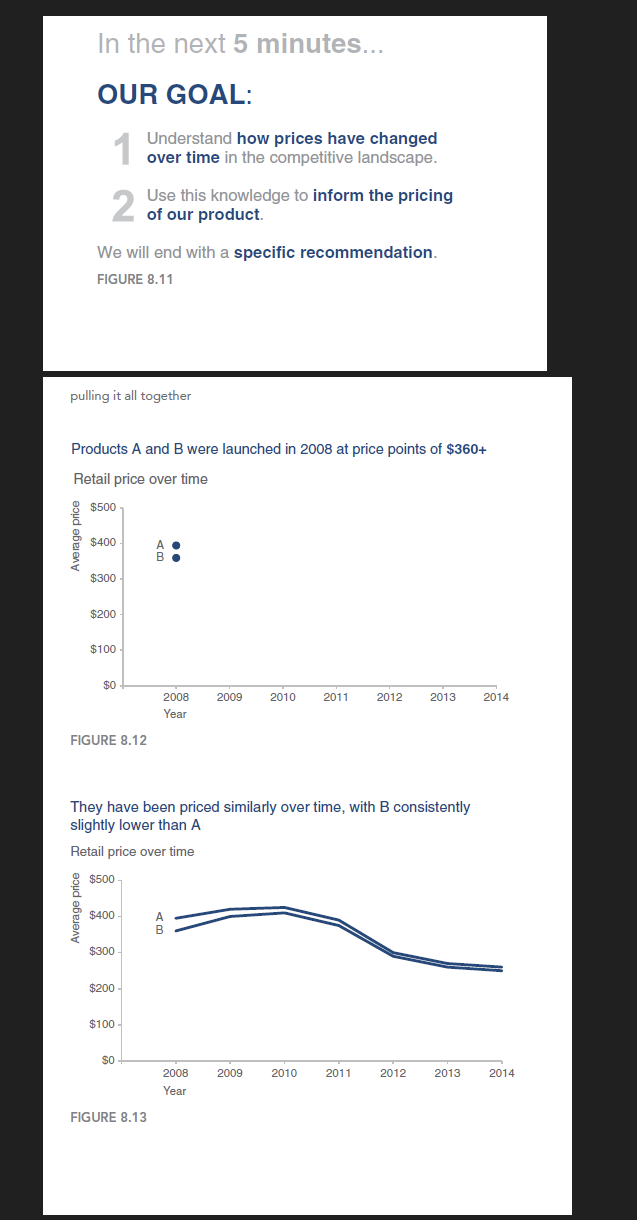 In the next 5 minutes...
OUR GOAL:
1 Understand how prices have changed
over time in the competitive landscape.
2 Use this knowledge to inform the pricing
of our product.
We will end with a specific recommendation.
FIGURE 8.11
pulling it all together
Products A and B were launched in 2008 at price points of $360+
Retail price over time
Average price
$500
$400
$300
$200
$100
$0
A
B
2008 2009 2010 2011 2012 2013 2014
Year
FIGURE 8.12
They have been priced similarly over time, with B consistently
slightly lower than A
Retail price over time
Average price
$500
$400
$300
$200
$100
$0
A
B
2008 2009 2010 2011 2012 2013 2014
Year
FIGURE 8.13